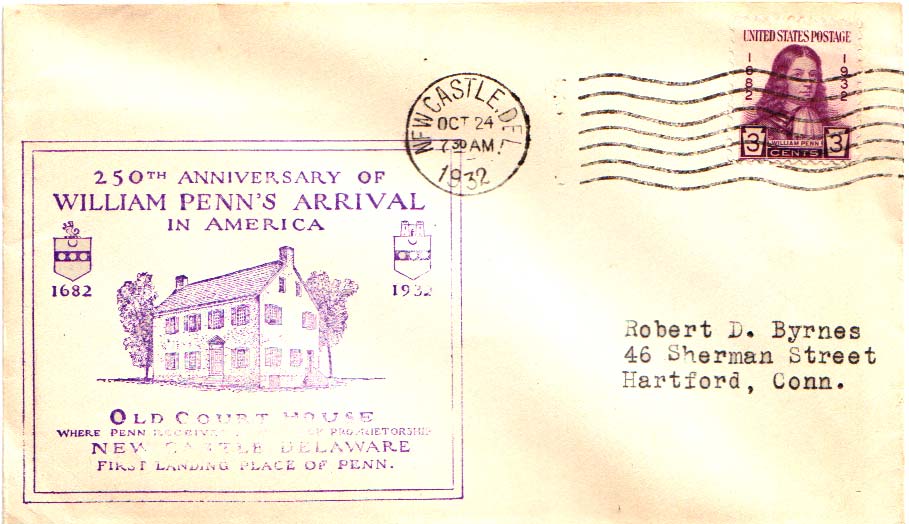 250TH ANNIVERSARY OF
WILLIAM PENN'S ARRIVAL
IN AMERICA
1682 1932
OLD COURT HOUSE
WHERE PENN PROPRIETORSHIP
NEW CASTLE DELAWARE
FIRST LANDING PLACE OF PENN.
NEW CASTLE, DEL.
OCT 24
7 30 AM.
1932
UNITED STATES POSTAGE
1682 1932
3 WILLIAM PENN 3
CENTS
Robert D. Byrnes
46 Sherman Street
Hartford, Conn.